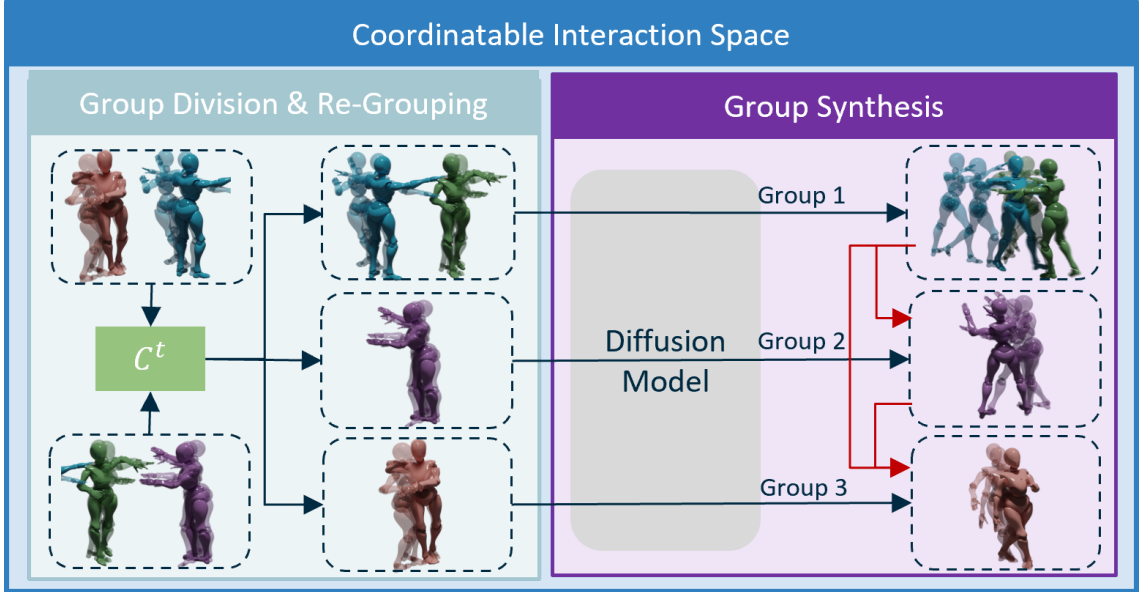 Coordinatable Interaction Space
Group Division & Re-Grouping
Group Synthesis
Group 1
C^t
Diffusion
Model
Group 2
Group 3